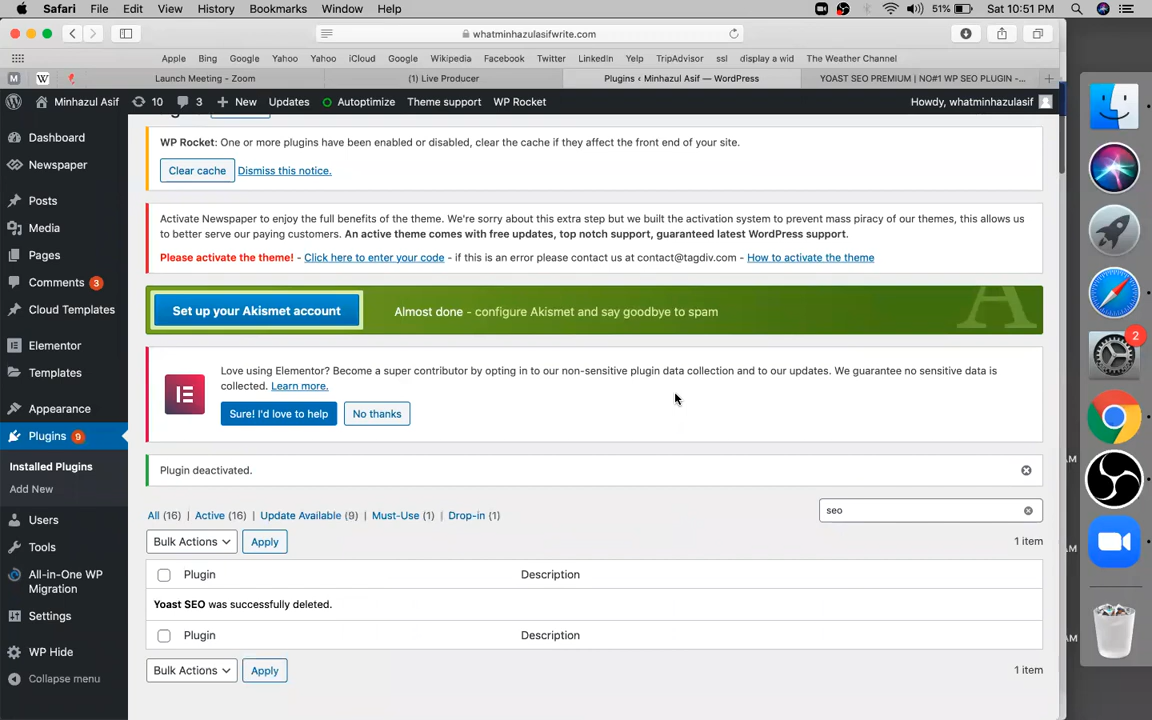 Safari File Edit View History Bookmarks Window Help 51% Sat 10:51 PM
whatminhazulasifwrite.com
Apple Bing Google Yahoo Yahoo iCloud Google Wikipedia Facebook Twitter LinkedIn Yelp TripAdvisor ssl display a wid The Weather Channel
M W Launch Meeting - Zoom (1) Live Producer Plugins ‹ Minhazul Asif — WordPress YOAST SEO PREMIUM | NO#1 WP SEO PLUGIN -...
Minhazul Asif 10 3 New Updates Autoptimize Theme support WP Rocket Howdy, whatminhazulasif
Dashboard
Newspaper
Posts
Media
Pages
Comments 3
Cloud Templates
Elementor
Templates
Appearance
Plugins 9
Installed Plugins
Add New
Users
Tools
All-in-One WP
Migration
Settings
WP Hide
Collapse menu
WP Rocket: One or more plugins have been enabled or disabled, clear the cache if they affect the front end of your site.
Clear cache Dismiss this notice.
Activate Newspaper to enjoy the full benefits of the theme. We're sorry about this extra step but we built the activation system to prevent mass piracy of our themes, this allows us
to better serve our paying customers. An active theme comes with free updates, top notch support, guaranteed latest WordPress support.
Please activate the theme! - Click here to enter your code - if this is an error please contact us at contact@tagdiv.com - How to activate the theme
Set up your Akismet account Almost done - configure Akismet and say goodbye to spam A
Love using Elementor? Become a super contributor by opting in to our non-sensitive plugin data collection and to our updates. We guarantee no sensitive data is
collected. Learn more.
Sure! I'd love to help No thanks
Plugin deactivated.
All (16) | Active (16) | Update Available (9) | Must-Use (1) | Drop-in (1) seo
Bulk Actions Apply 1 item
Plugin Description
Yoast SEO was successfully deleted.
Plugin Description
Bulk Actions Apply 1 item
2
AM
AM
AM